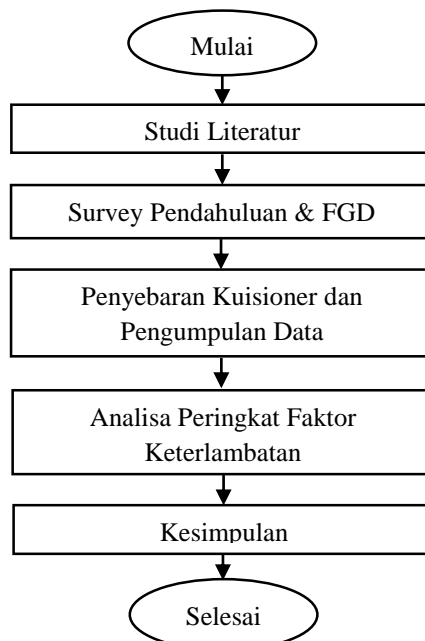 Mulai
Studi Literatur
Survey Pendahuluan & FGD
Penyebaran Kuisioner dan
Pengumpulan Data
Analisa Peringkat Faktor
Keterlambatan
Kesimpulan
Selesai